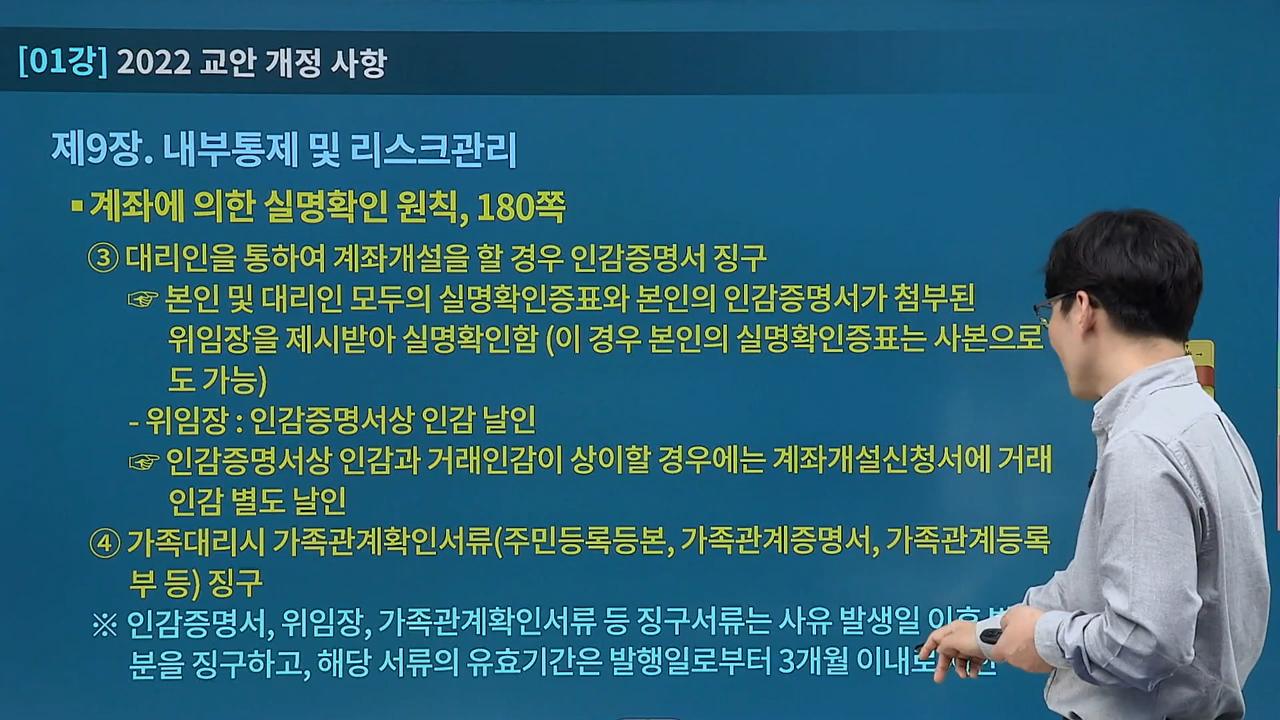 [01강] 2022 교안 개정 사항
제9장. 내부통제 및 리스크관리
▪ 계좌에 의한 실명확인 원칙, 180쪽
③ 대리인을 통하여 계좌개설을 할 경우 인감증명서 징구
☞ 본인 및 대리인 모두의 실명확인증표와 본인의 인감증명서가 첨부된
위임장을 제시받아 실명확인함 (이 경우 본인의 실명확인증표는 사본으로
도 가능)
- 위임장 : 인감증명서상 인감 날인
☞ 인감증명서상 인감과 거래인감이 상이할 경우에는 계좌개설신청서에 거래
인감 별도 날인
④ 가족대리시 가족관계확인서류(주민등록등본, 가족관계증명서, 가족관계등록
부 등) 징구
※ 인감증명서, 위임장, 가족관계확인서류 등 징구서류는 사유 발생일 이후
분을 징구하고, 해당 서류의 유효기간은 발행일로부터 3개월 이내로